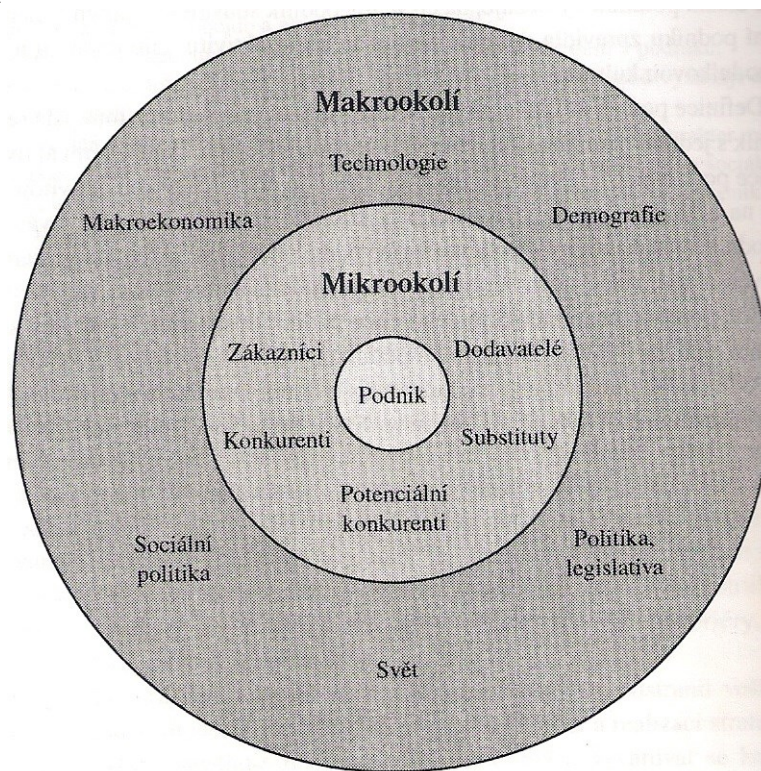 Makrookolí
Technologie
Makroekonomika
Demografie
Mikrookolí
Zákazníci
Dodavatelé
Podnik
Konkurenti
Substituty
Potenciální
konkurenti
Sociální
politika
Politika,
legislativa
Svět